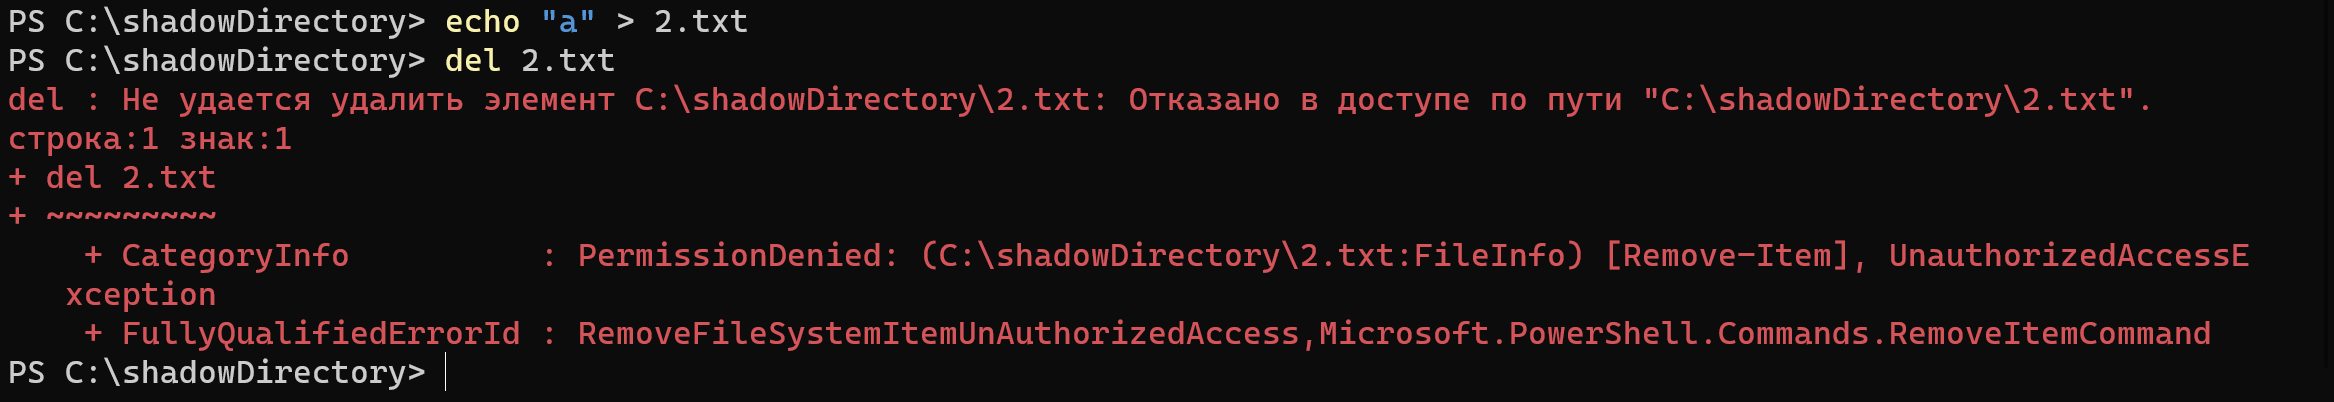 PS C:\shadowDirectory> echo "a" > 2.txt
PS C:\shadowDirectory> del 2.txt
del : Не удается удалить элемент C:\shadowDirectory\2.txt: Отказано в доступе по пути "C:\shadowDirectory\2.txt".
строка:1 знак:1
+ del 2.txt
+ ~~~~~~~~~
    + CategoryInfo          : PermissionDenied: (C:\shadowDirectory\2.txt:FileInfo) [Remove-Item], UnauthorizedAccessE
   xception
    + FullyQualifiedErrorId : RemoveFileSystemItemUnAuthorizedAccess,Microsoft.PowerShell.Commands.RemoveItemCommand
PS C:\shadowDirectory>